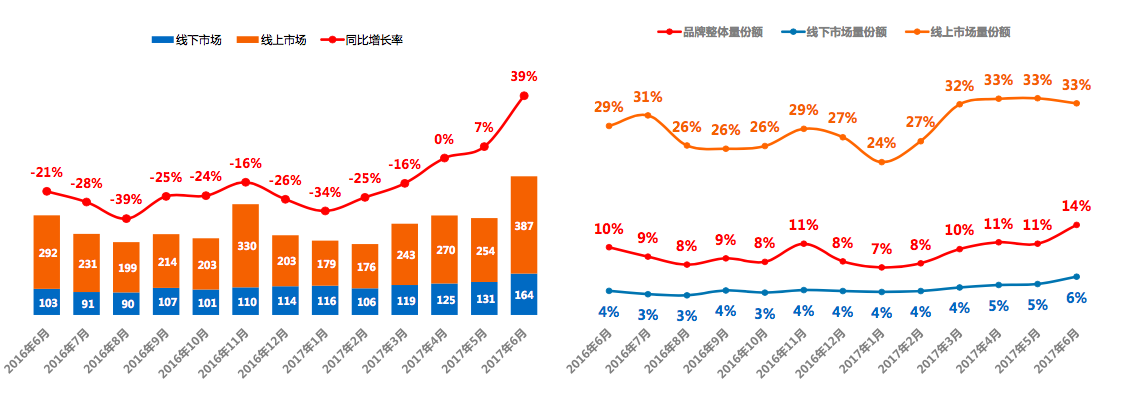 线下市场 线上市场 同比增长率
39%
7%
0%
-16%
-25%
-34%
-26%
-16%
-24%
-25%
-39%
-28%
-21%
292 231 199 214 203 330 203 179 176 243 270 254 387
103 91 90 107 101 110 114 116 106 119 125 131 164
2016年6月 2016年7月 2016年8月 2016年9月 2016年10月 2016年11月 2016年12月 2017年1月 2017年2月 2017年3月 2017年4月 2017年5月 2017年6月
品牌整体量份额 线下市场量份额 线上市场量份额
29% 31% 26% 26% 26% 29% 27% 24% 27% 32% 33% 33% 33%
10% 9% 8% 9% 8% 11% 8% 7% 8% 10% 11% 11% 14%
4% 3% 3% 4% 3% 4% 4% 4% 4% 4% 5% 5% 6%
2016年6月 2016年7月 2016年8月 2016年9月 2016年10月 2016年11月 2016年12月 2017年1月 2017年2月 2017年3月 2017年4月 2017年5月 2017年6月